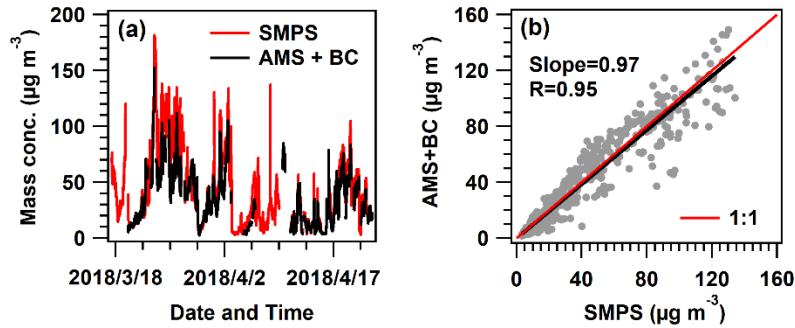 (a)
SMPS
AMS + BC
Mass conc. (µg m⁻³)
200
150
100
50
0
2018/3/18
2018/4/2
2018/4/17
Date and Time
(b)
Slope=0.97
R=0.95
AMS+BC (µg m⁻³)
160
120
80
40
0
1:1
0
40
80
120
160
SMPS (µg m⁻³)